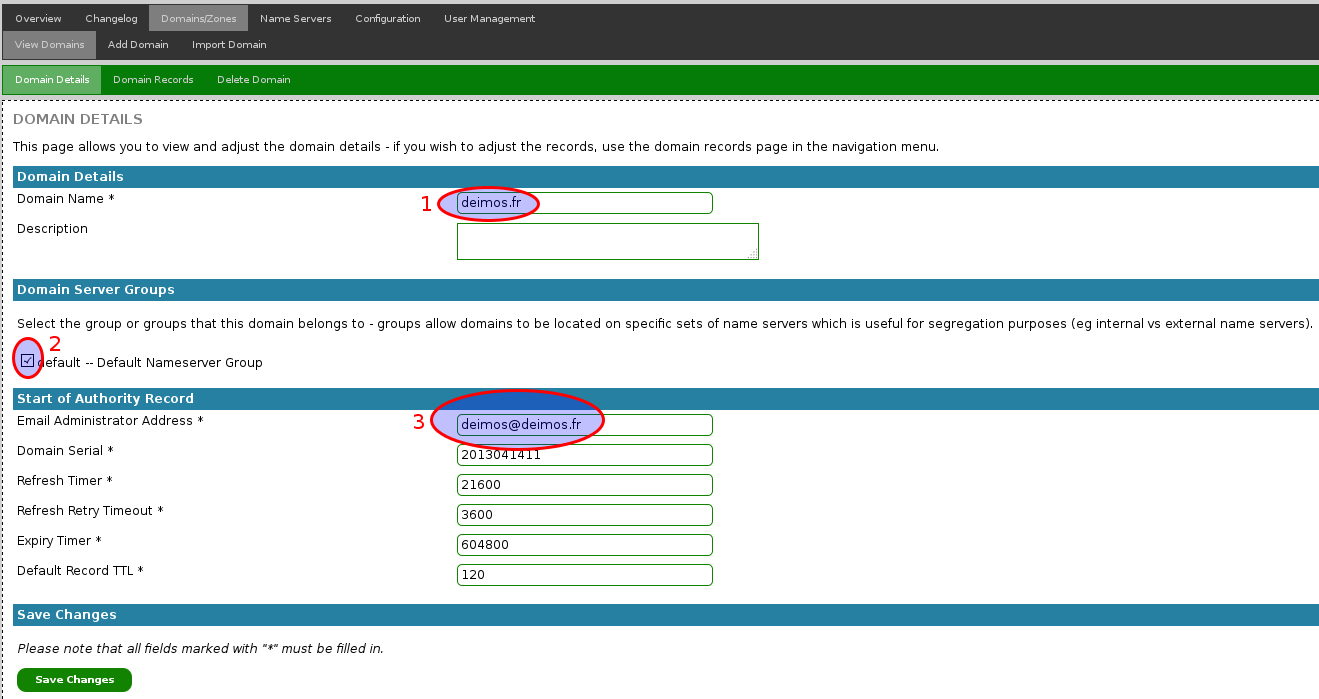 Overview Changelog Domains/Zones Name Servers Configuration User Management
View Domains Add Domain Import Domain
Domain Details Domain Records Delete Domain
DOMAIN DETAILS
This page allows you to view and adjust the domain details - if you wish to adjust the records, use the domain records page in the navigation menu.
Domain Details
Domain Name * 1 deimos.fr
Description
Domain Server Groups
Select the group or groups that this domain belongs to - groups allow domains to be located on specific sets of name servers which is useful for segregation purposes (eg internal vs external name servers).
2
default -- Default Nameserver Group
Start of Authority Record
Email Administrator Address * 3 deimos@deimos.fr
Domain Serial * 2013041411
Refresh Timer * 21600
Refresh Retry Timeout * 3600
Expiry Timer * 604800
Default Record TTL * 120
Save Changes
Please note that all fields marked with "*" must be filled in.
Save Changes